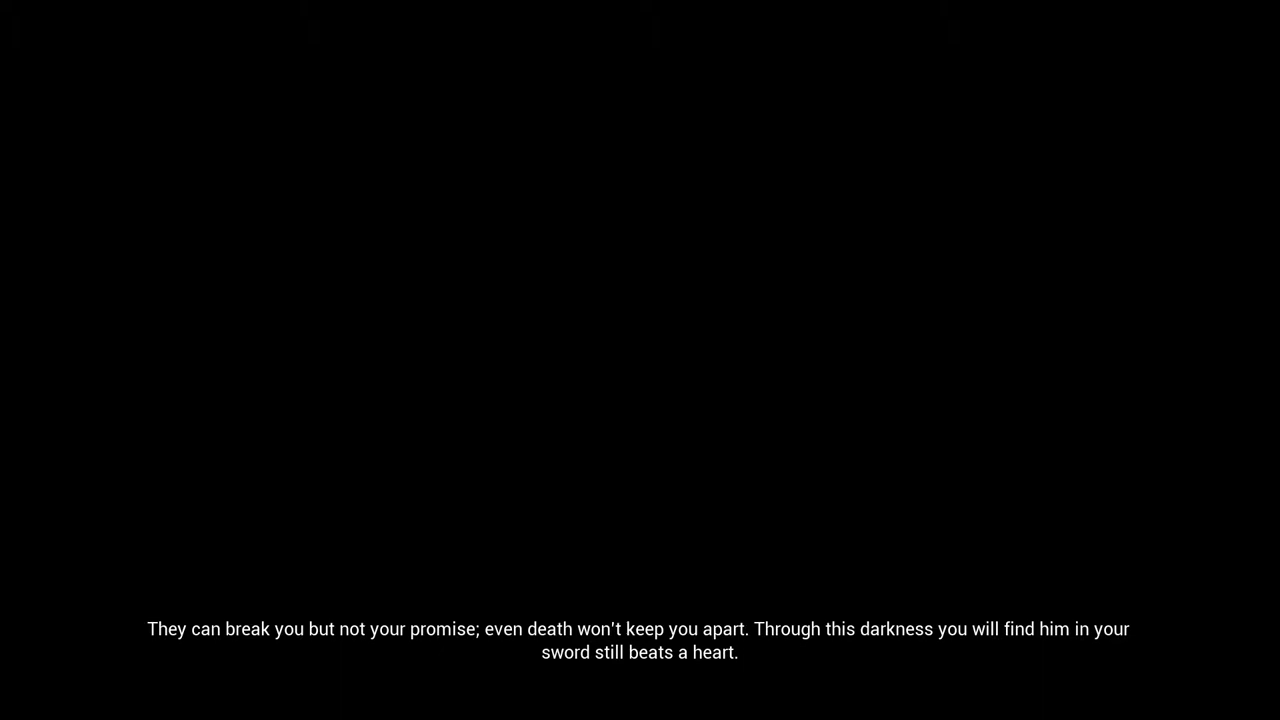 They can break you but not your promise; even death won't keep you apart. Through this darkness you will find him in your
sword still beats a heart.